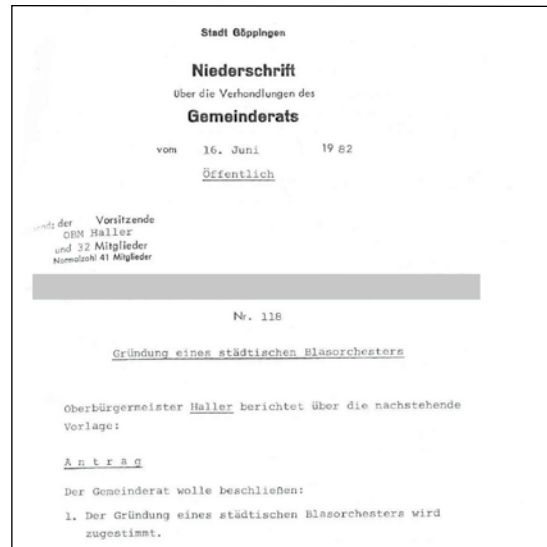 Stadt Göppingen
Niederschrift
über die Verhandlungen des
Gemeinderats
vom 16. Juni 1982
Öffentlich
der Vorsitzende
OBM Haller
und 32 Mitglieder
Normalzahl 41 Mitglieder
Nr. 118
Gründung eines städtischen Blasorchesters
Oberbürgermeister Haller berichtet über die nachstehende
Vorlage:
A n t r a g
Der Gemeinderat wolle beschließen:
1. Der Gründung eines städtischen Blasorchesters wird
zugestimmt.